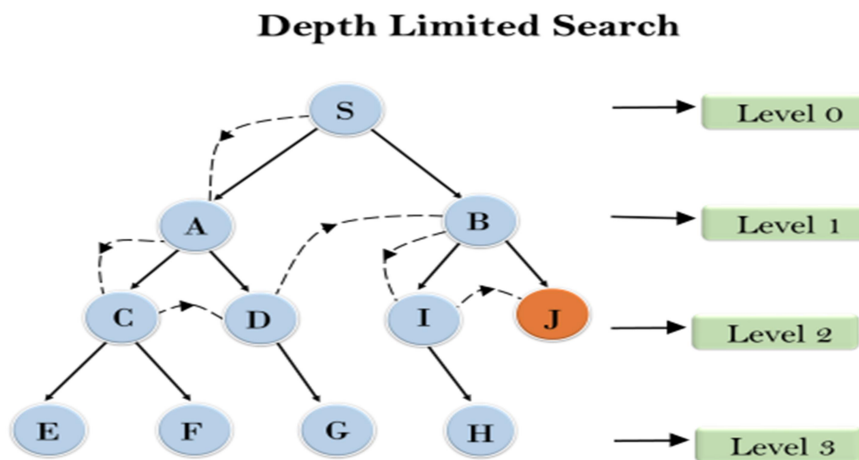 Depth Limited Search
S
Level 0
A
B
Level 1
C
D
I
J
Level 2
E
F
G
H
Level 3